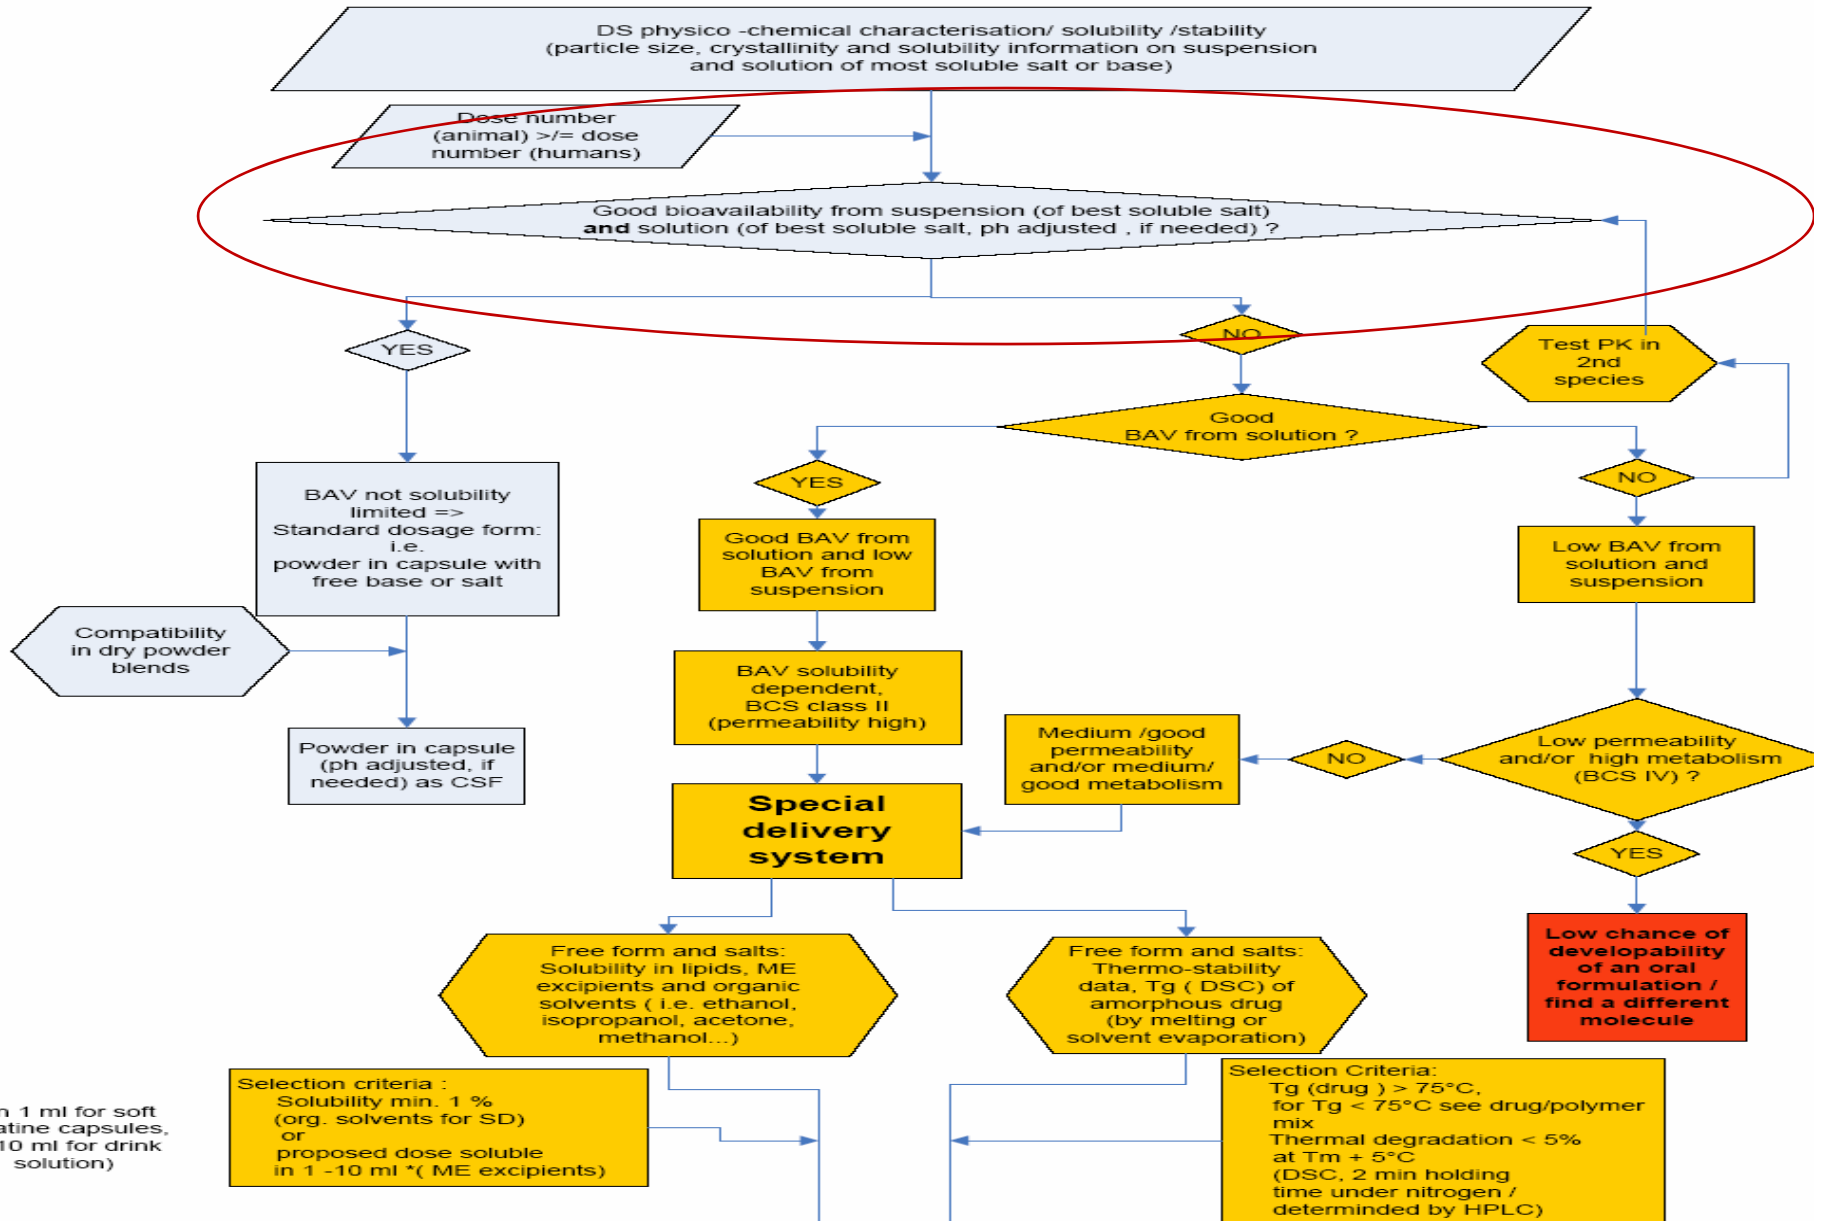 DS physico -chemical characterisation/ solubility /stability
(particle size, crystallinity and solubility information on suspension
and solution of most soluble salt or base)
Dose number
(animal) >/= dose
number (humans)
Good bioavailability from suspension (of best soluble salt)
and solution (of best soluble salt, ph adjusted , if needed) ?
YES
NO
Test PK in
2nd
species
Good
BAV from solution ?
YES
NO
BAV not solubility
limited =>
Standard dosage form:
i.e.
powder in capsule with
free base or salt
Good BAV from
solution and low
BAV from
suspension
Low BAV from
solution and
suspension
Compatibility
in dry powder
blends
BAV solubility
dependent,
BCS class II
(permeability high)
Powder in capsule
(ph adjusted, if
needed) as CSF
Medium /good
permeability
and/or medium/
good metabolism
NO
Low permeability
and/or high metabolism
(BCS IV) ?
Special
delivery
system
YES
Low chance of
developability
of an oral
formulation /
find a different
molecule
Free form and salts:
Solubility in lipids, ME
excipients and organic
solvents ( i.e. ethanol,
isopropanol, acetone,
methanol...)
Free form and salts:
Thermo-stability
data, Tg ( DSC) of
amorphous drug
(by melting or
solvent evaporation)
n 1 ml for soft
atine capsules,
10 ml for drink
solution)
Selection criteria :
Solubility min. 1 %
(org. solvents for SD)
or
proposed dose soluble
in 1 -10 ml *( ME excipients)
Selection Criteria:
Tg (drug ) > 75°C,
for Tg < 75°C see drug/polymer
mix
Thermal degradation < 5%
at Tm + 5°C
(DSC, 2 min holding
time under nitrogen /
determinded by HPLC)